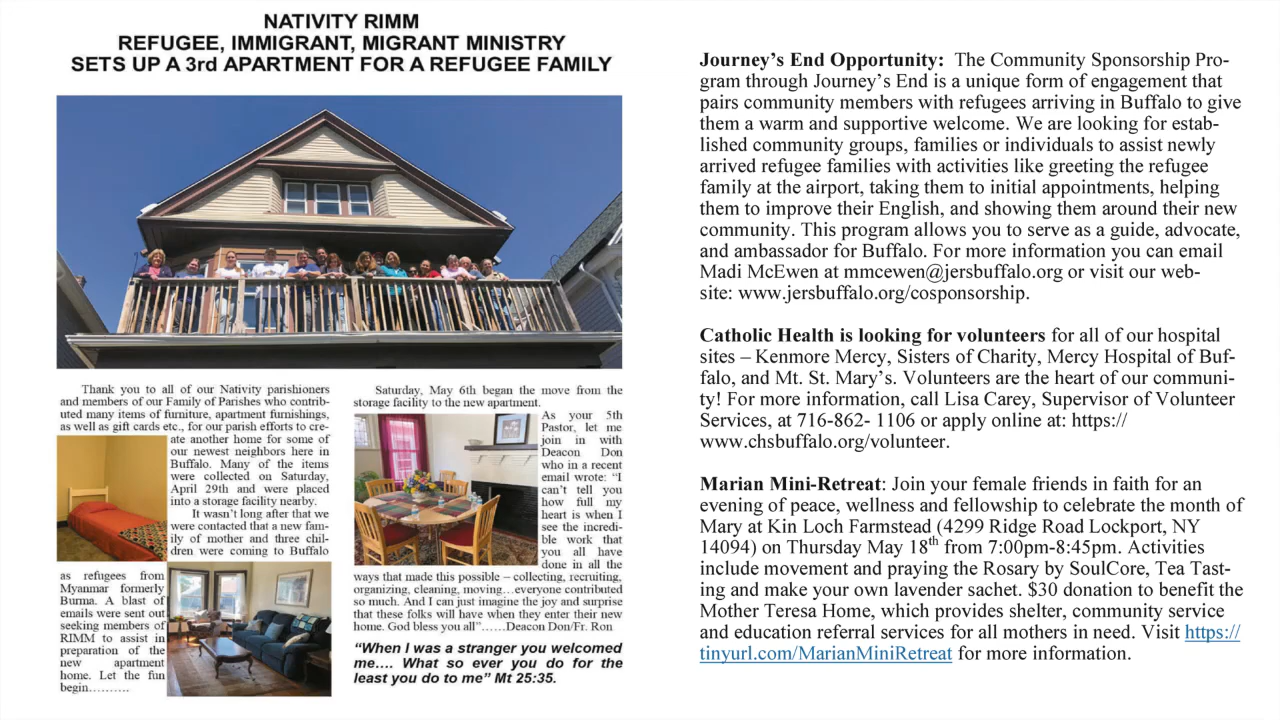 NATIVITY RIMM
REFUGEE, IMMIGRANT, MIGRANT MINISTRY
SETS UP A 3rd APARTMENT FOR A REFUGEE FAMILY
Thank you to all of our Nativity parishioners
and members of our Family of Parishes who contrib-
uted many items of furniture, apartment furnishings,
as well as gift cards etc., for our parish efforts to cre-
ate another home for some of
our newest neighbors here in
Buffalo. Many of the items
were collected on Saturday,
April 29th and were placed
into a storage facility nearby.
It wasn't long after that we
were contacted that a new fam-
ily of mother and three chil-
dren were coming to Buffalo
as refugees from
Myanmar formerly
Burma. A blast of
emails were sent out
seeking members of
RIMM to assist in
preparation of the
new apartment
home. Let the fun
begin……….
Saturday, May 6th began the move from the
storage facility to the new apartment.
As your 5th
Pastor, let me
join in with
Deacon Don
who in a recent
email wrote: “I
can’t tell you
how full my
heart is when I
see the incredi-
ble work that
you all have
done in all the
ways that made this possible – collecting, recruiting,
organizing, cleaning, moving…everyone contributed
so much. And I can just imagine the joy and surprise
that these folks will have when they enter their new
home. God bless you all”……Deacon Don/Fr. Ron
“When I was a stranger you welcomed
me…. What so ever you do for the
least you do to me” Mt 25:35.
Journey’s End Opportunity: The Community Sponsorship Pro-
gram through Journey’s End is a unique form of engagement that
pairs community members with refugees arriving in Buffalo to give
them a warm and supportive welcome. We are looking for estab-
lished community groups, families or individuals to assist newly
arrived refugee families with activities like greeting the refugee
family at the airport, taking them to initial appointments, helping
them to improve their English, and showing them around their new
community. This program allows you to serve as a guide, advocate,
and ambassador for Buffalo. For more information you can email
Madi McEwen at mmcewen@jersbuffalo.org or visit our web-
site: www.jersbuffalo.org/cosponsorship.
Catholic Health is looking for volunteers for all of our hospital
sites – Kenmore Mercy, Sisters of Charity, Mercy Hospital of Buf-
falo, and Mt. St. Mary’s. Volunteers are the heart of our communi-
ty! For more information, call Lisa Carey, Supervisor of Volunteer
Services, at 716-862- 1106 or apply online at: https://
www.chsbuffalo.org/volunteer.
Marian Mini-Retreat: Join your female friends in faith for an
evening of peace, wellness and fellowship to celebrate the month of
Mary at Kin Loch Farmstead (4299 Ridge Road Lockport, NY
14094) on Thursday May 18th from 7:00pm-8:45pm. Activities
include movement and praying the Rosary by SoulCore, Tea Tast-
ing and make your own lavender sachet. $30 donation to benefit the
Mother Teresa Home, which provides shelter, community service
and education referral services for all mothers in need. Visit https://
tinyurl.com/MarianMiniRetreat for more information.